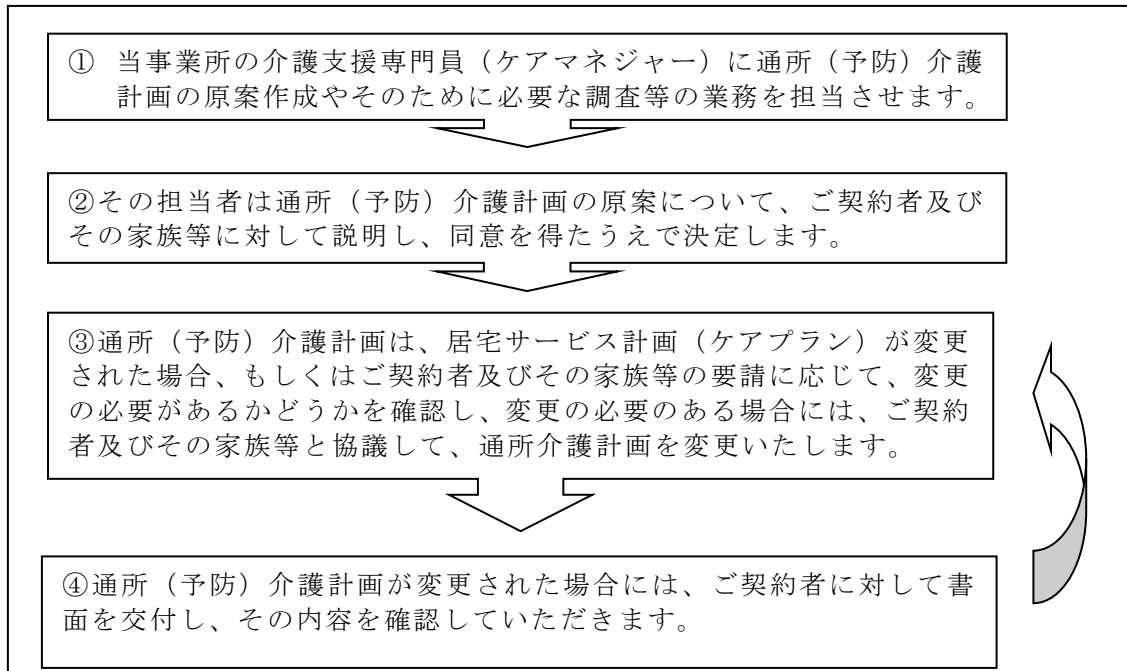 ① 当事業所の介護支援専門員（ケアマネジャー）に通所（予防）介護
計画の原案作成やそのために必要な調査等の業務を担当させます。
②その担当者は通所（予防）介護計画の原案について、ご契約者及び
その家族等に対して説明し、同意を得たうえで決定します。
③通所（予防）介護計画は、居宅サービス計画（ケアプラン）が変更
された場合、もしくはご契約者及びその家族等の要請に応じて、変更
の必要があるかどうかを確認し、変更の必要のある場合には、ご契約
者及びその家族等と協議して、通所介護計画を変更いたします。
④通所（予防）介護計画が変更された場合には、ご契約者に対して書
面を交付し、その内容を確認していただきます。